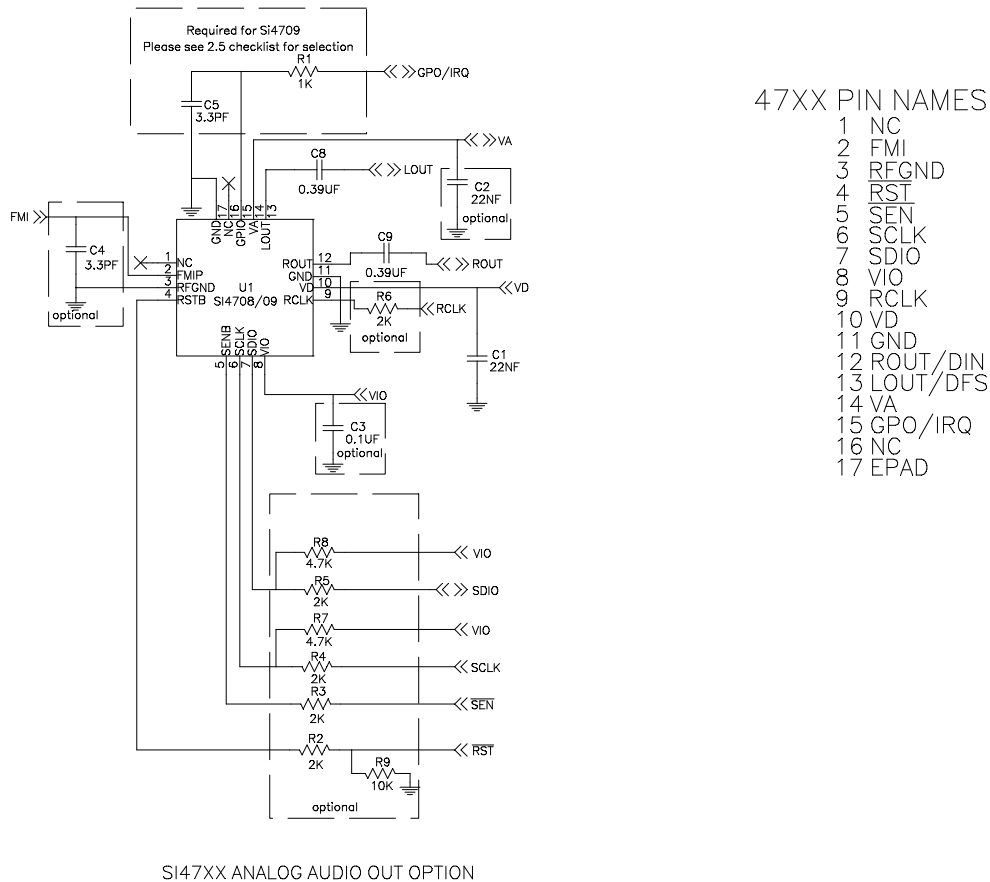 Required for Si4709
Please see 2.5 checklist for selection
R1
1K
GPO/IRQ
C5
3.3PF
VA
C8
0.39UF
LOUT
C2
22NF
optional
FMI
C4
3.3PF
optional
17
16
15
14
13
GND
NC
GPIO
VA
LOUT
1
NC
2
FMIP
3
RFGND
4
RSTB
U1
SI4708/09
ROUT
12
GND
11
VD
10
RCLK
9
C9
0.39UF
ROUT
VD
R6
2K
RCLK
optional
C1
22NF
SENB
SCLK
SDIO
VIO
5
6
7
8
VIO
C3
0.1UF
optional
R8
4.7K
VIO
R5
2K
SDIO
R7
4.7K
VIO
R4
2K
SCLK
R3
2K
SEN
R2
2K
RST
R9
10K
optional
SI47XX ANALOG AUDIO OUT OPTION
47XX PIN NAMES
1 NC
2 FMI
3 RFGND
4 RST
5 SEN
6 SCLK
7 SDIO
8 VIO
9 RCLK
10 VD
11 GND
12 ROUT/DIN
13 LOUT/DFS
14 VA
15 GPO/IRQ
16 NC
17 EPAD